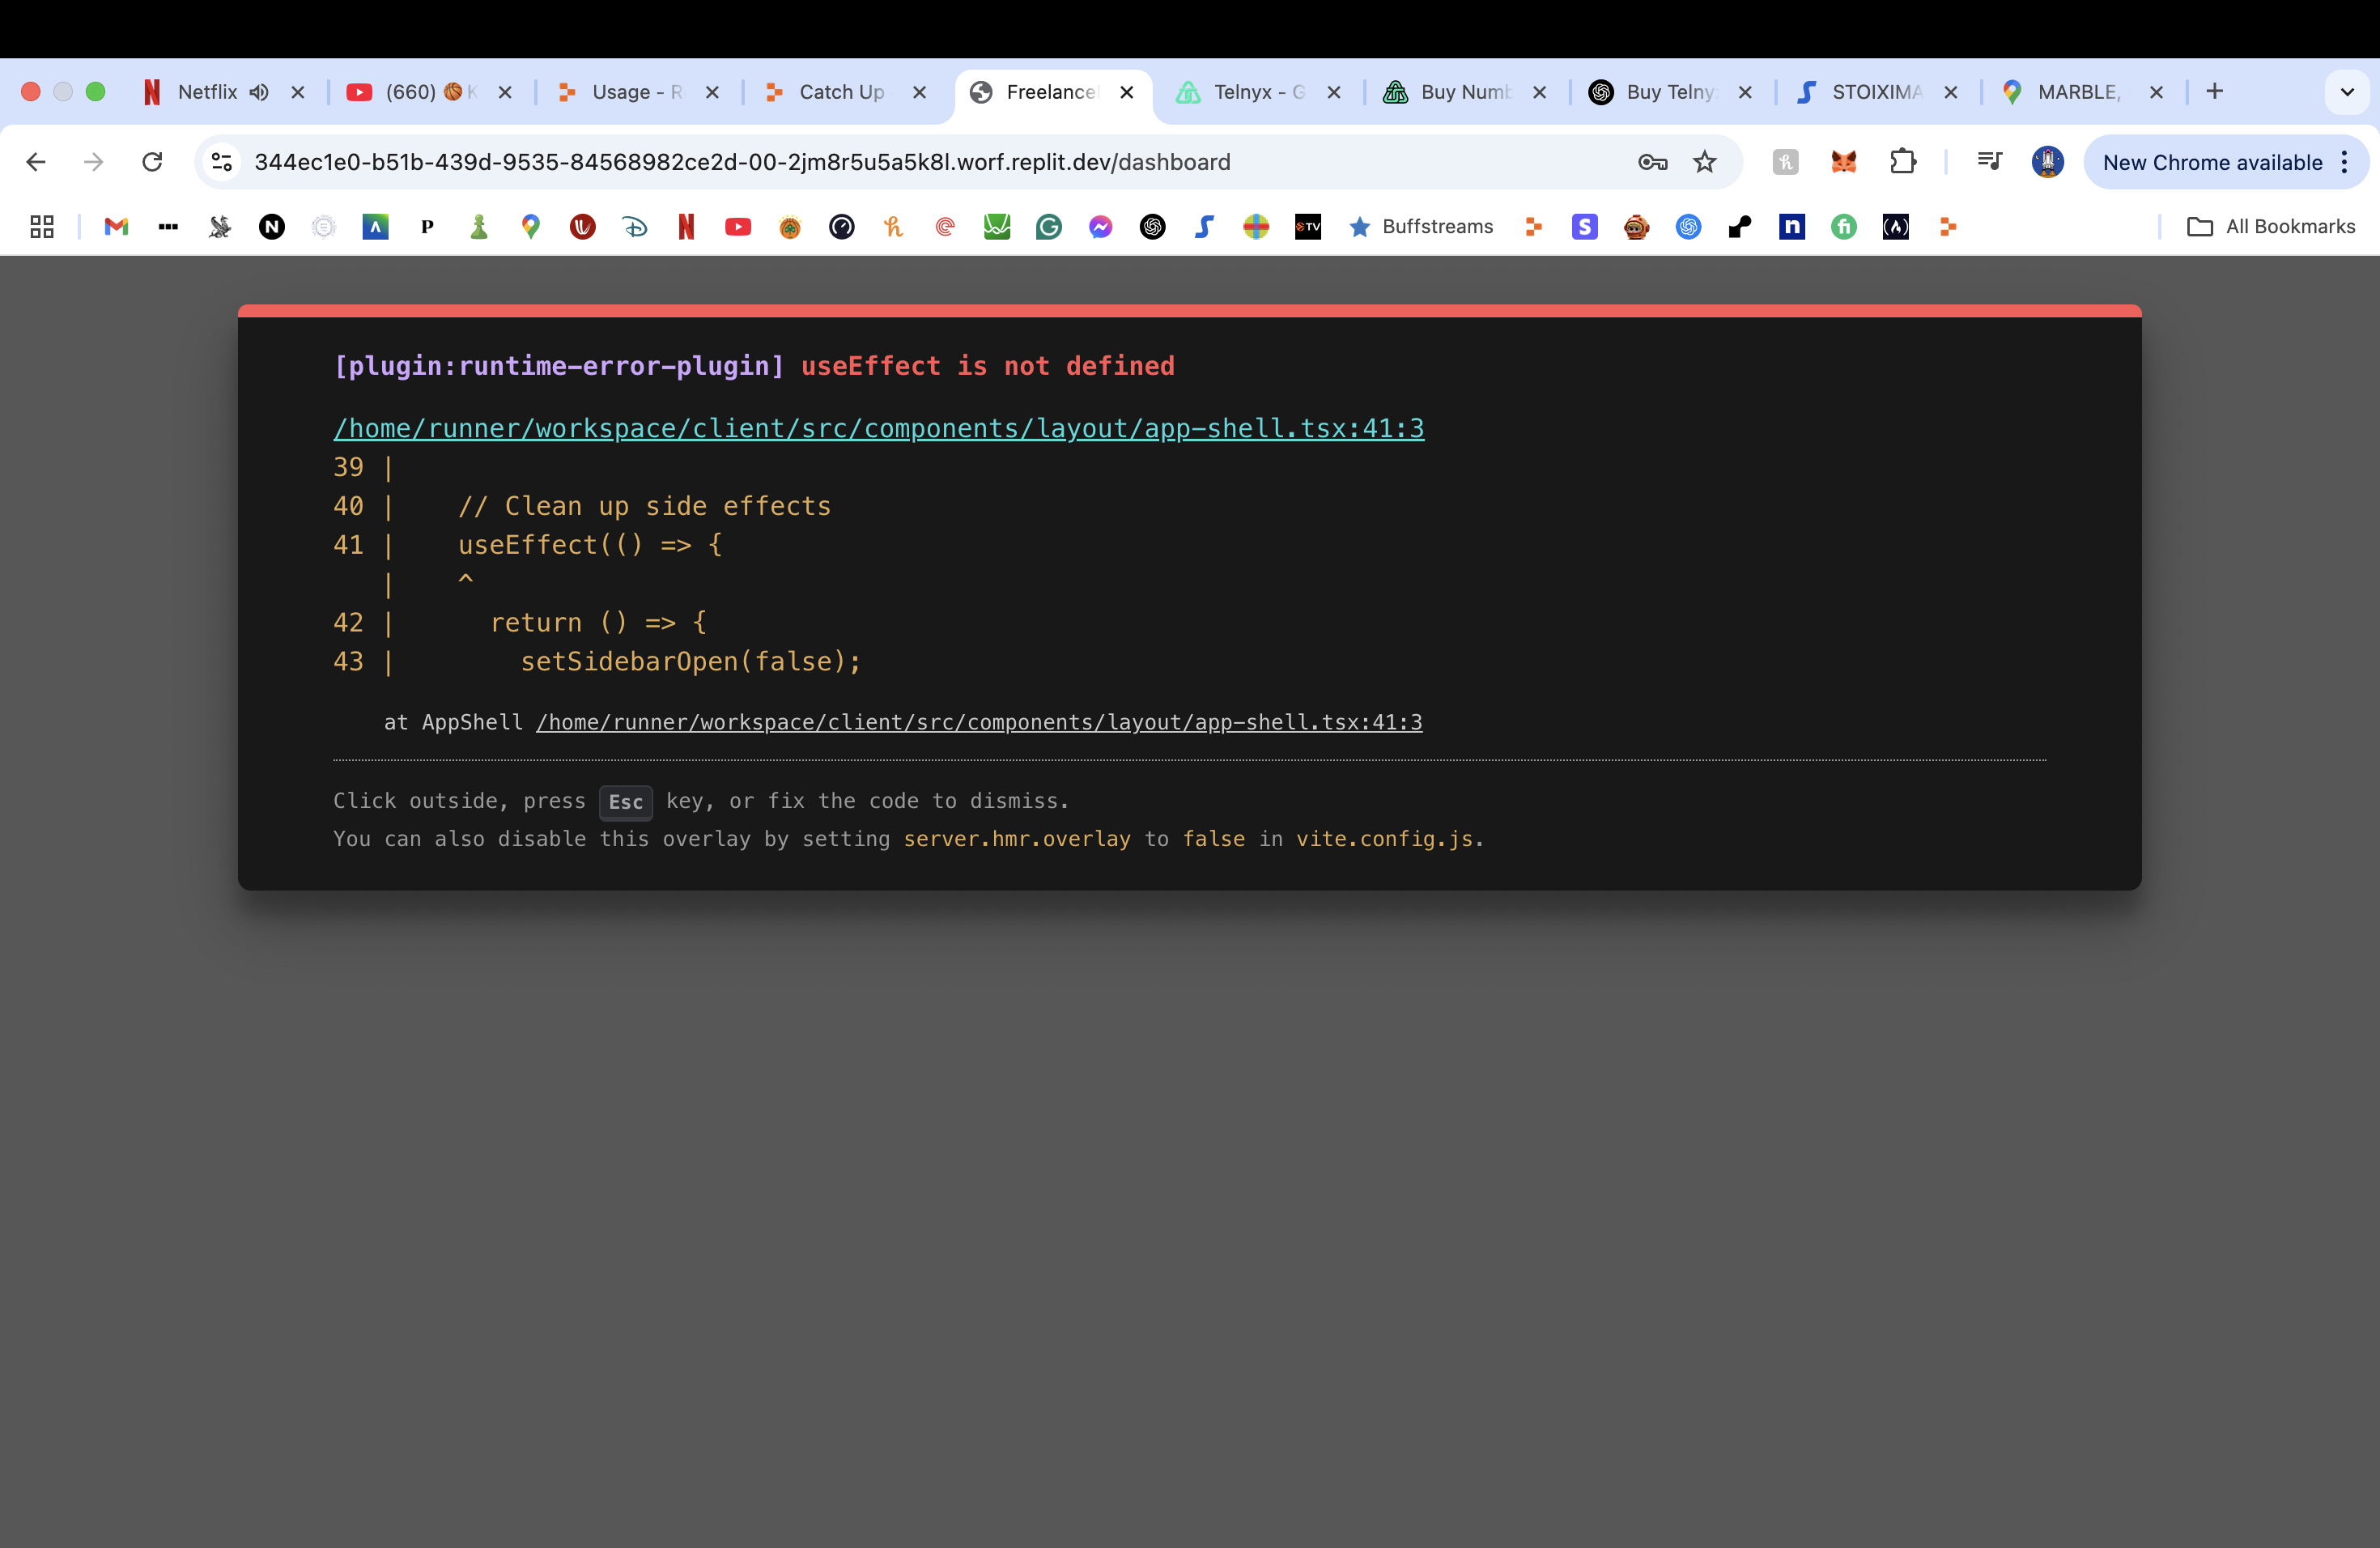 Netflix
(660) 🏀 K
Usage - R
Catch Up
Freelance
Telnyx - G
Buy Numb
Buy Telny
STOIXIMA
MARBLE,
344ec1e0-b51b-439d-9535-84568982ce2d-00-2jm8r5u5a5k8l.worf.replit.dev/dashboard
New Chrome available
Buffstreams
All Bookmarks
[plugin:runtime-error-plugin] useEffect is not defined
/home/runner/workspace/client/src/components/layout/app-shell.tsx:41:3
39 |
40 |    // Clean up side effects
41 |    useEffect(() => {
   |    ^
42 |      return () => {
43 |        setSidebarOpen(false);
at AppShell /home/runner/workspace/client/src/components/layout/app-shell.tsx:41:3
Click outside, press Esc key, or fix the code to dismiss.
You can also disable this overlay by setting server.hmr.overlay to false in vite.config.js.